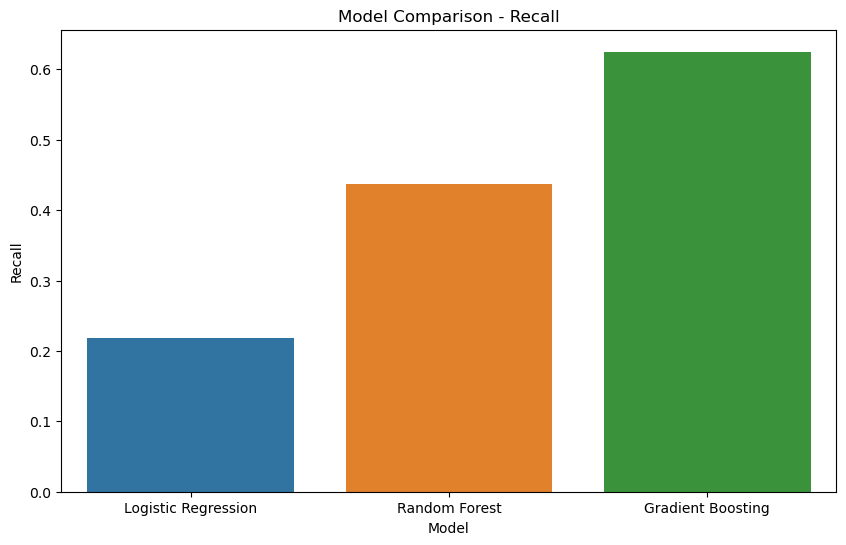 Model Comparison - Recall
0.6
0.5
0.4
0.3
0.2
0.1
0.0
Recall
Logistic Regression
Random Forest
Gradient Boosting
Model